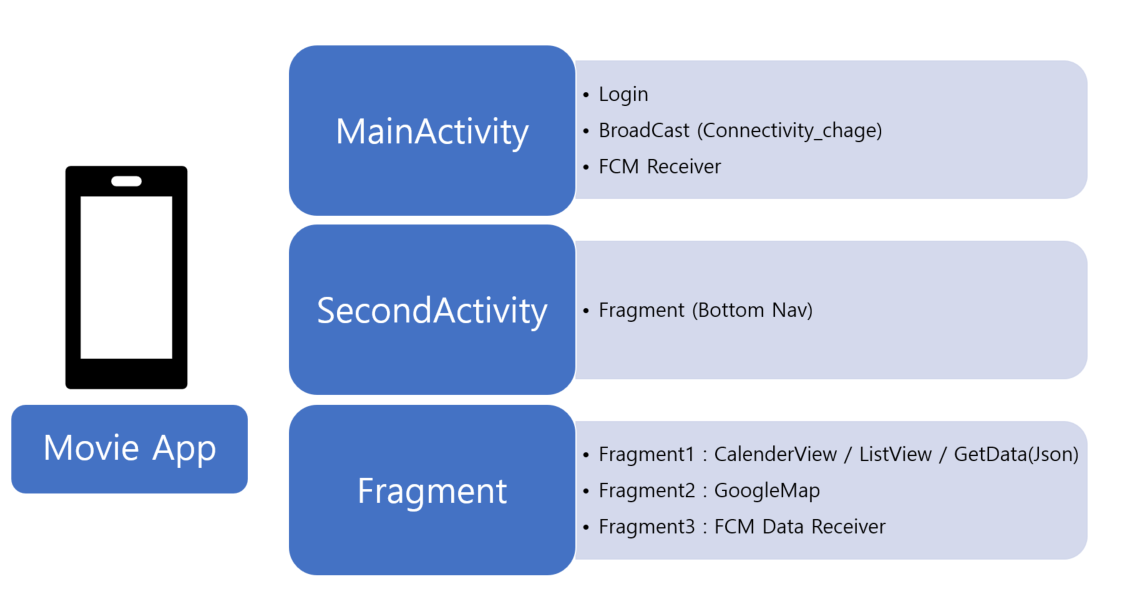 MainActivity
• Login
• BroadCast (Connectivity_chage)
• FCM Receiver
SecondActivity
• Fragment (Bottom Nav)
Movie App
Fragment
• Fragment1 : CalenderView / ListView / GetData(Json)
• Fragment2 : GoogleMap
• Fragment3 : FCM Data Receiver